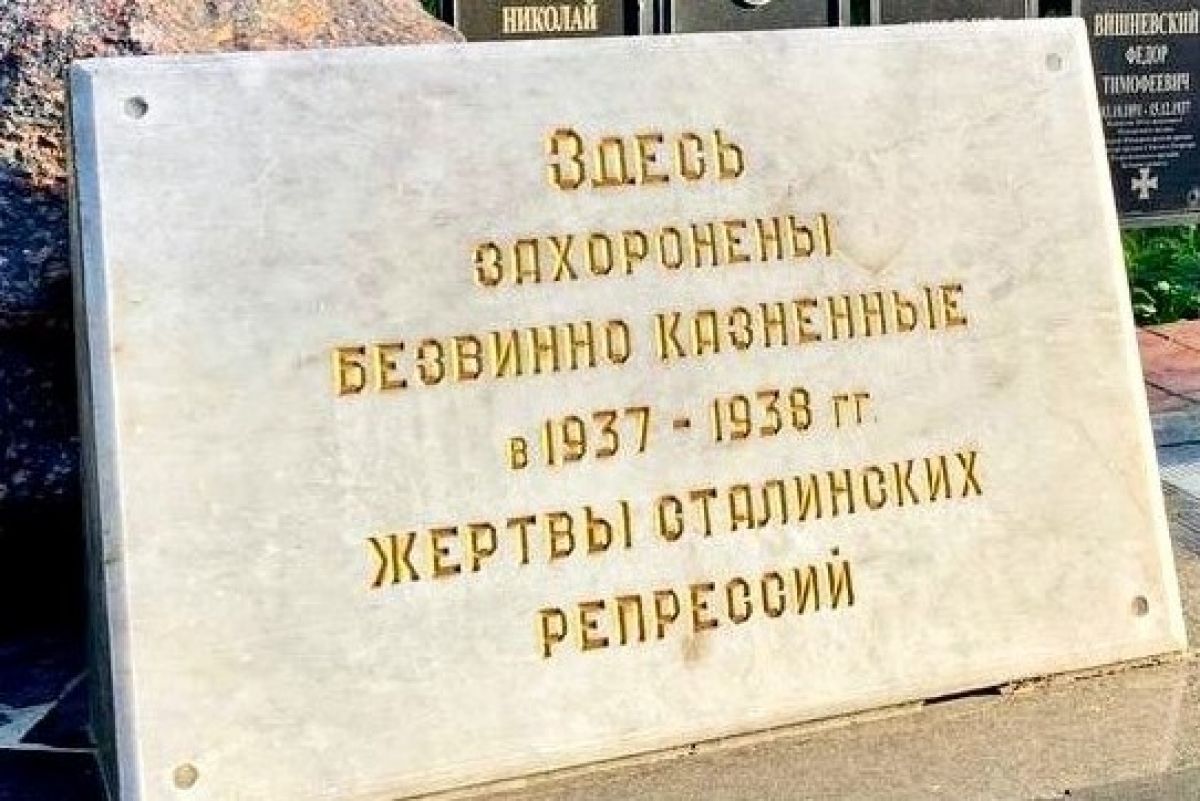 НИКОЛАЙ
ВИШНЕВСКИЙ
ФЕДОР
ТИМОФЕЕВИЧ
Здесь
захоронены
безвинно казненные
в 1937 - 1938 гг.
жертвы сталинских
репрессий